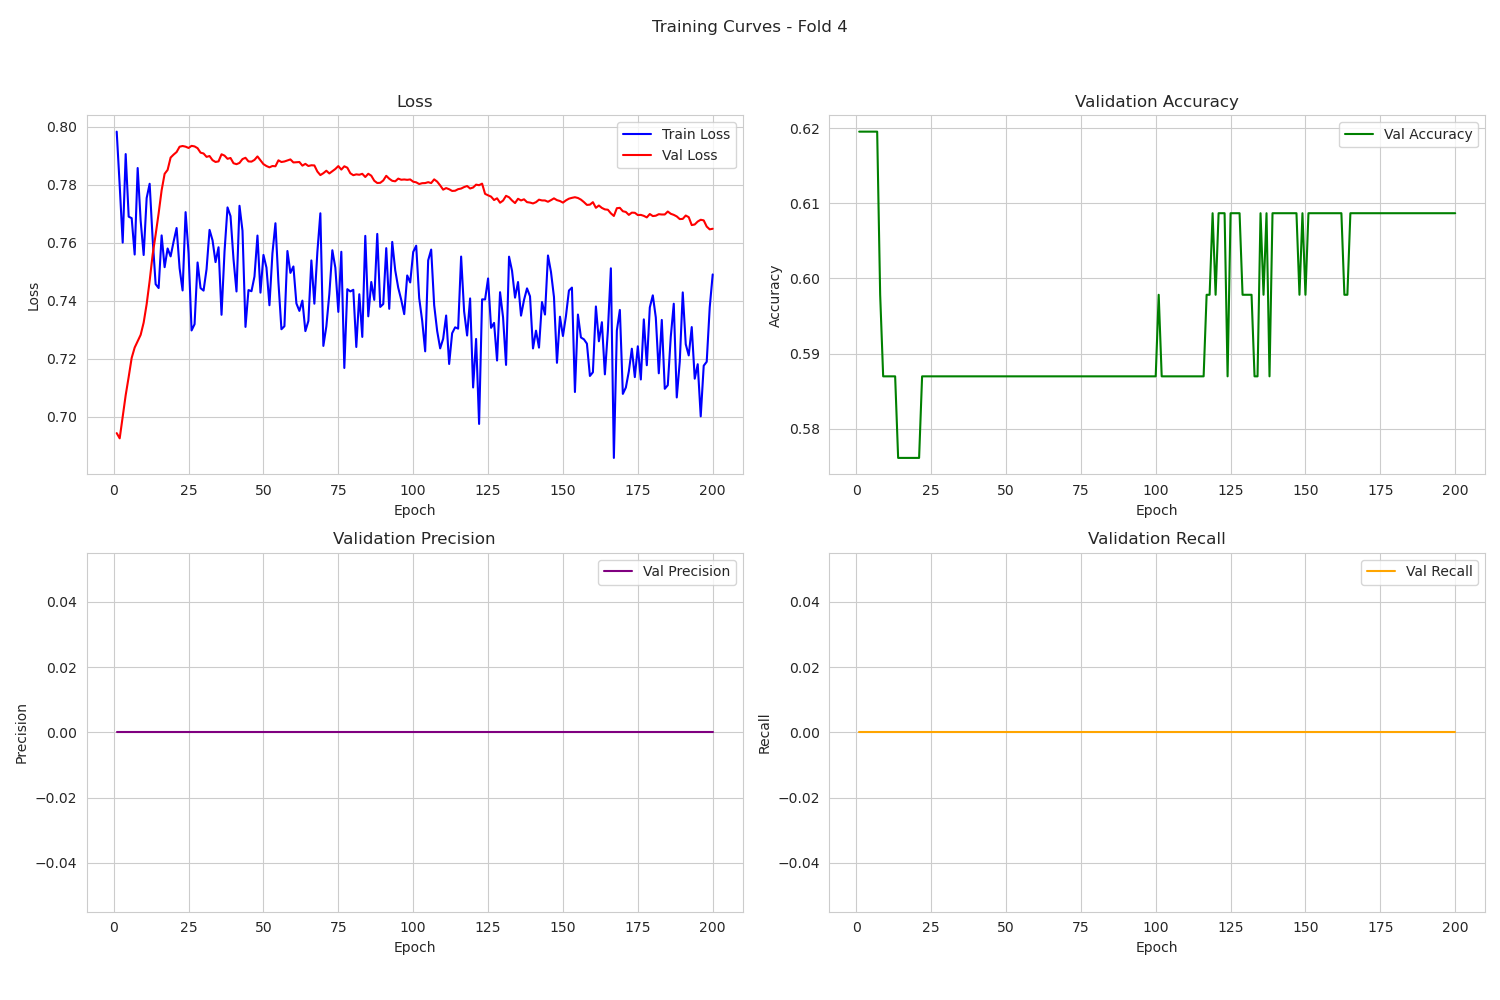 Training Curves - Fold 4
Loss
Train Loss
Val Loss
0.80
0.78
0.76
0.74
0.72
0.70
Loss
0 25 50 75 100 125 150 175 200
Epoch
Validation Accuracy
Val Accuracy
0.62
0.61
0.60
0.59
0.58
Accuracy
0 25 50 75 100 125 150 175 200
Epoch
Validation Precision
Val Precision
0.04
0.02
0.00
−0.02
−0.04
Precision
0 25 50 75 100 125 150 175 200
Epoch
Validation Recall
Val Recall
0.04
0.02
0.00
−0.02
−0.04
Recall
0 25 50 75 100 125 150 175 200
Epoch